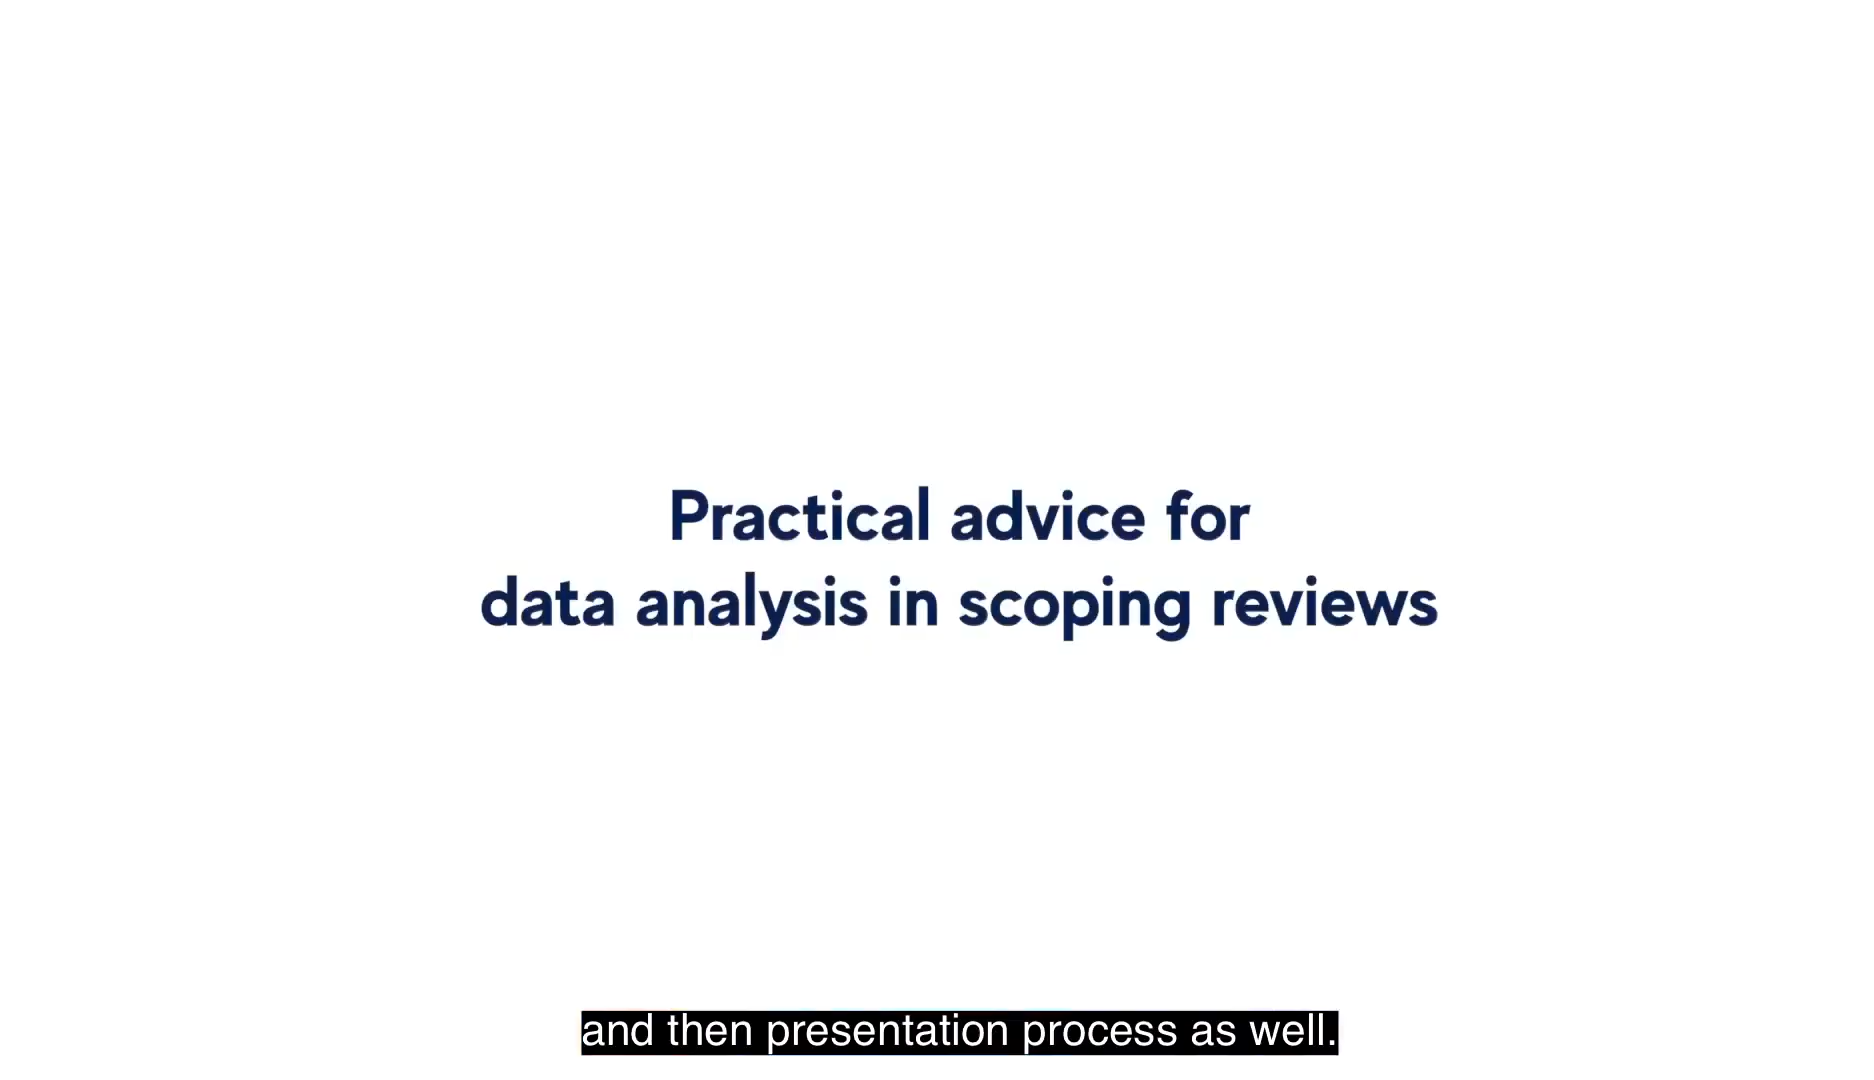 Practical advice for
data analysis in scoping reviews
and then presentation process as well.